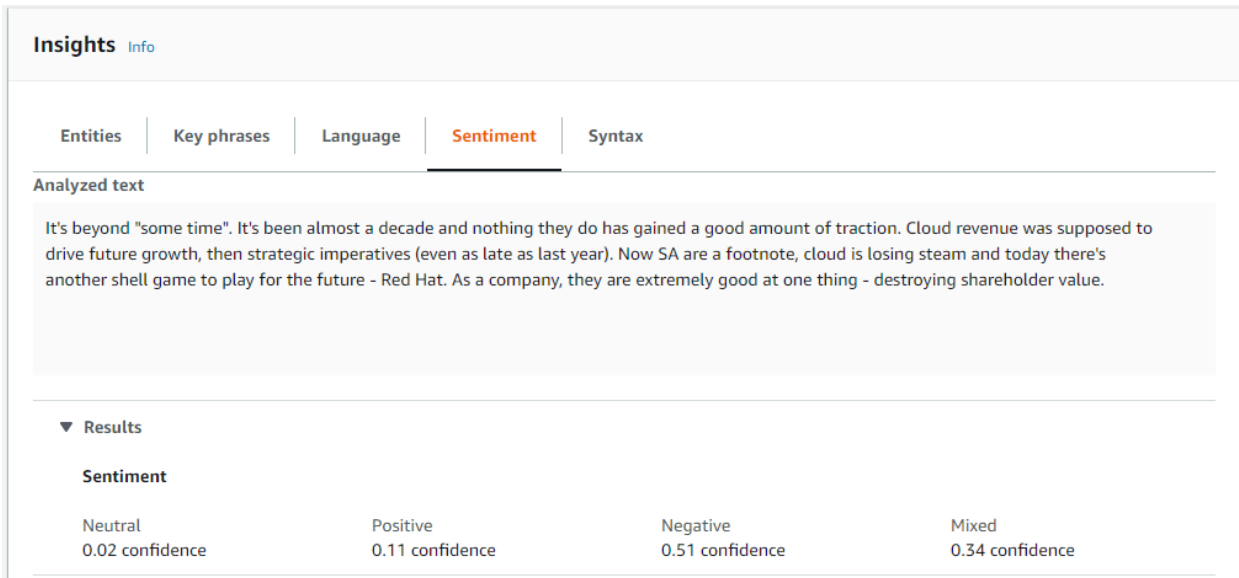 Insights Info
Entities Key phrases Language Sentiment Syntax
Analyzed text
It's beyond "some time". It's been almost a decade and nothing they do has gained a good amount of traction. Cloud revenue was supposed to
drive future growth, then strategic imperatives (even as late as last year). Now SA are a footnote, cloud is losing steam and today there's
another shell game to play for the future - Red Hat. As a company, they are extremely good at one thing - destroying shareholder value.
Results
Sentiment
Neutral Positive Negative Mixed
0.02 confidence 0.11 confidence 0.51 confidence 0.34 confidence